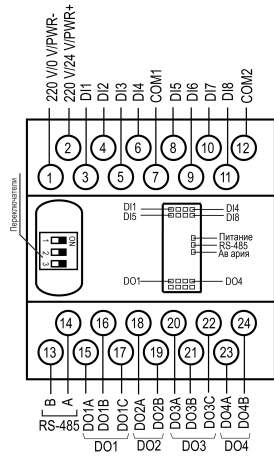 220 V/0 V/PWR-
220 V/24 V/PWR+
DI1
DI2
DI3
DI4
COM1
DI5
DI6
DI7
DI8
COM2
2
4
6
8
10
12
1
3
5
7
9
11
Переключатели
ON
1
2
3
DI1
DI5
DI4
DI8
Питание
RS-485
Ав ария
DO1
DO4
14
16
18
20
22
24
13
15
17
19
21
23
B
A
DO1A
DO1B
DO1C
DO2A
DO2B
DO3A
DO3B
DO3C
DO4A
DO4B
RS-485
DO1
DO2
DO3
DO4